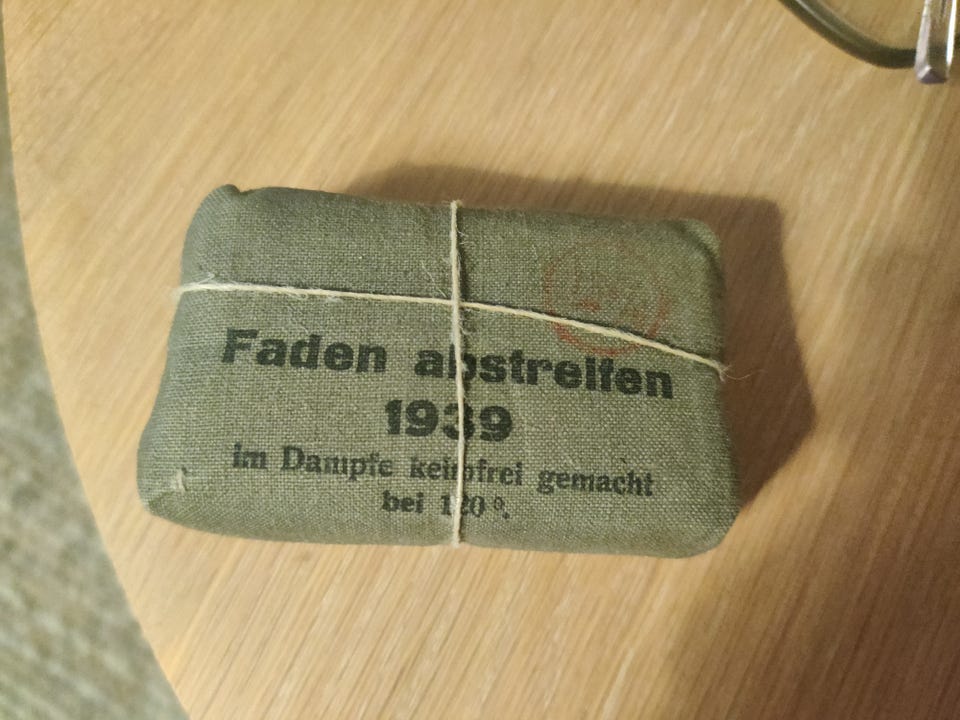 Faden abstreifen
1939
im Dampfe keimfrei gemacht
bei 120°.